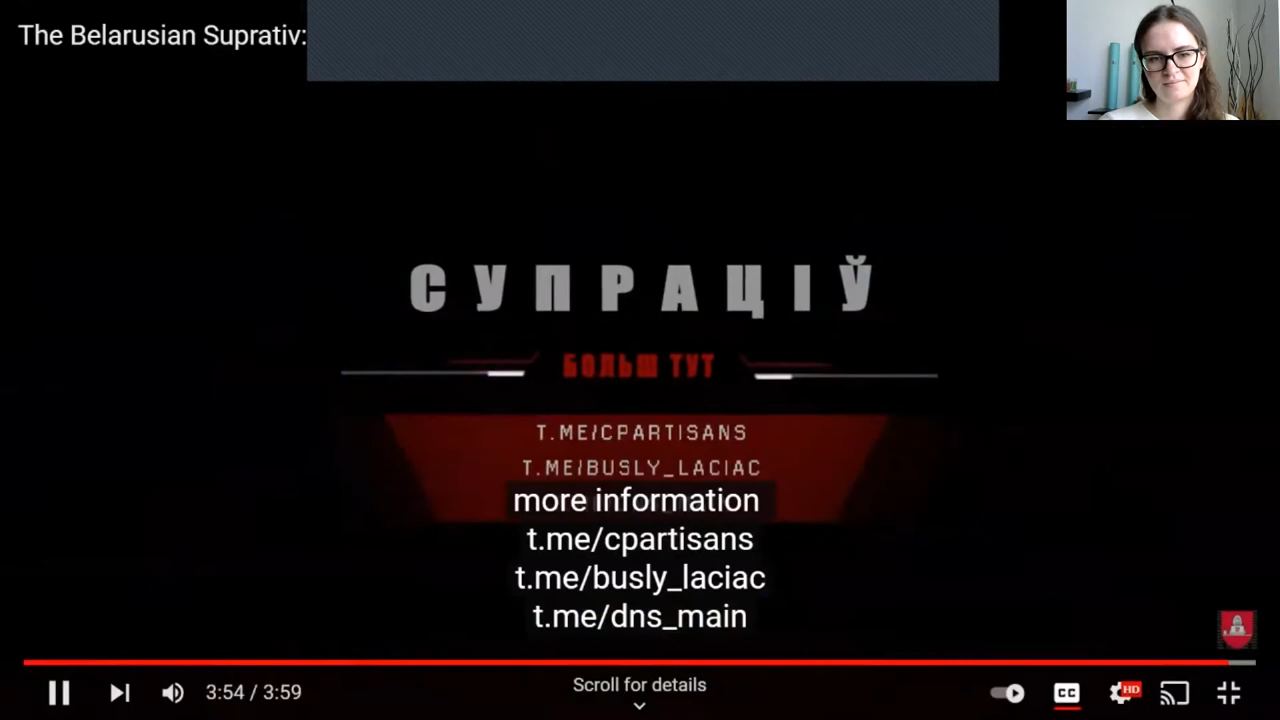 The Belarusian Suprativ:
СУПРАЦІЎ
БОЛЬШ ТУТ
T.ME/CPARTISANS
T.ME/BUSLY_LACIAC
more information
t.me/cpartisans
t.me/busly_laciac
t.me/dns_main
3:54 / 3:59
Scroll for details
CC
HD